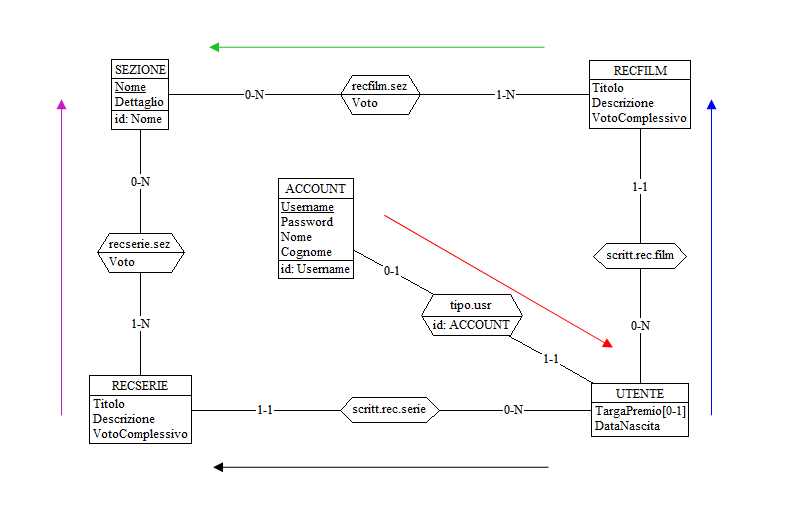 SEZIONE
Nome
Dettaglio
id: Nome
0-N
recfilm.sez
Voto
1-N
RECFILM
Titolo
Descrizione
VotoComplessivo
0-N
recserie.sez
Voto
1-N
ACCOUNT
Username
Password
Nome
Cognome
id: Username
0-1
tipo.usr
id: ACCOUNT
1-1
1-1
scritt.rec.film
0-N
RECSERIE
Titolo
Descrizione
VotoComplessivo
1-1
scritt.rec.serie
0-N
UTENTE
TargaPremio[0-1]
DataNascita